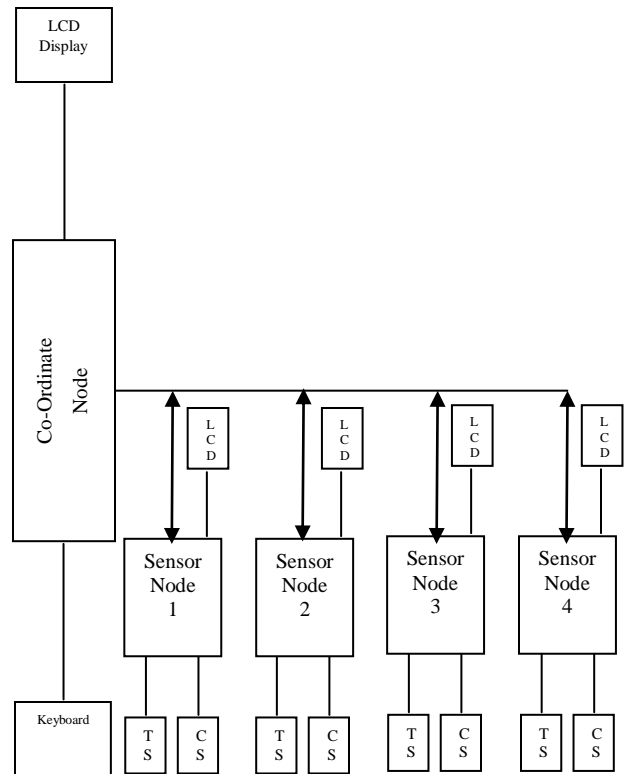 LCD
Display
Co-Ordinate
Node
L
C
D
L
C
D
L
C
D
L
C
D
Sensor
Node
1
Sensor
Node
2
Sensor
Node
3
Sensor
Node
4
Keyboard
T
S
C
S
T
S
C
S
T
S
C
S
T
S
C
S